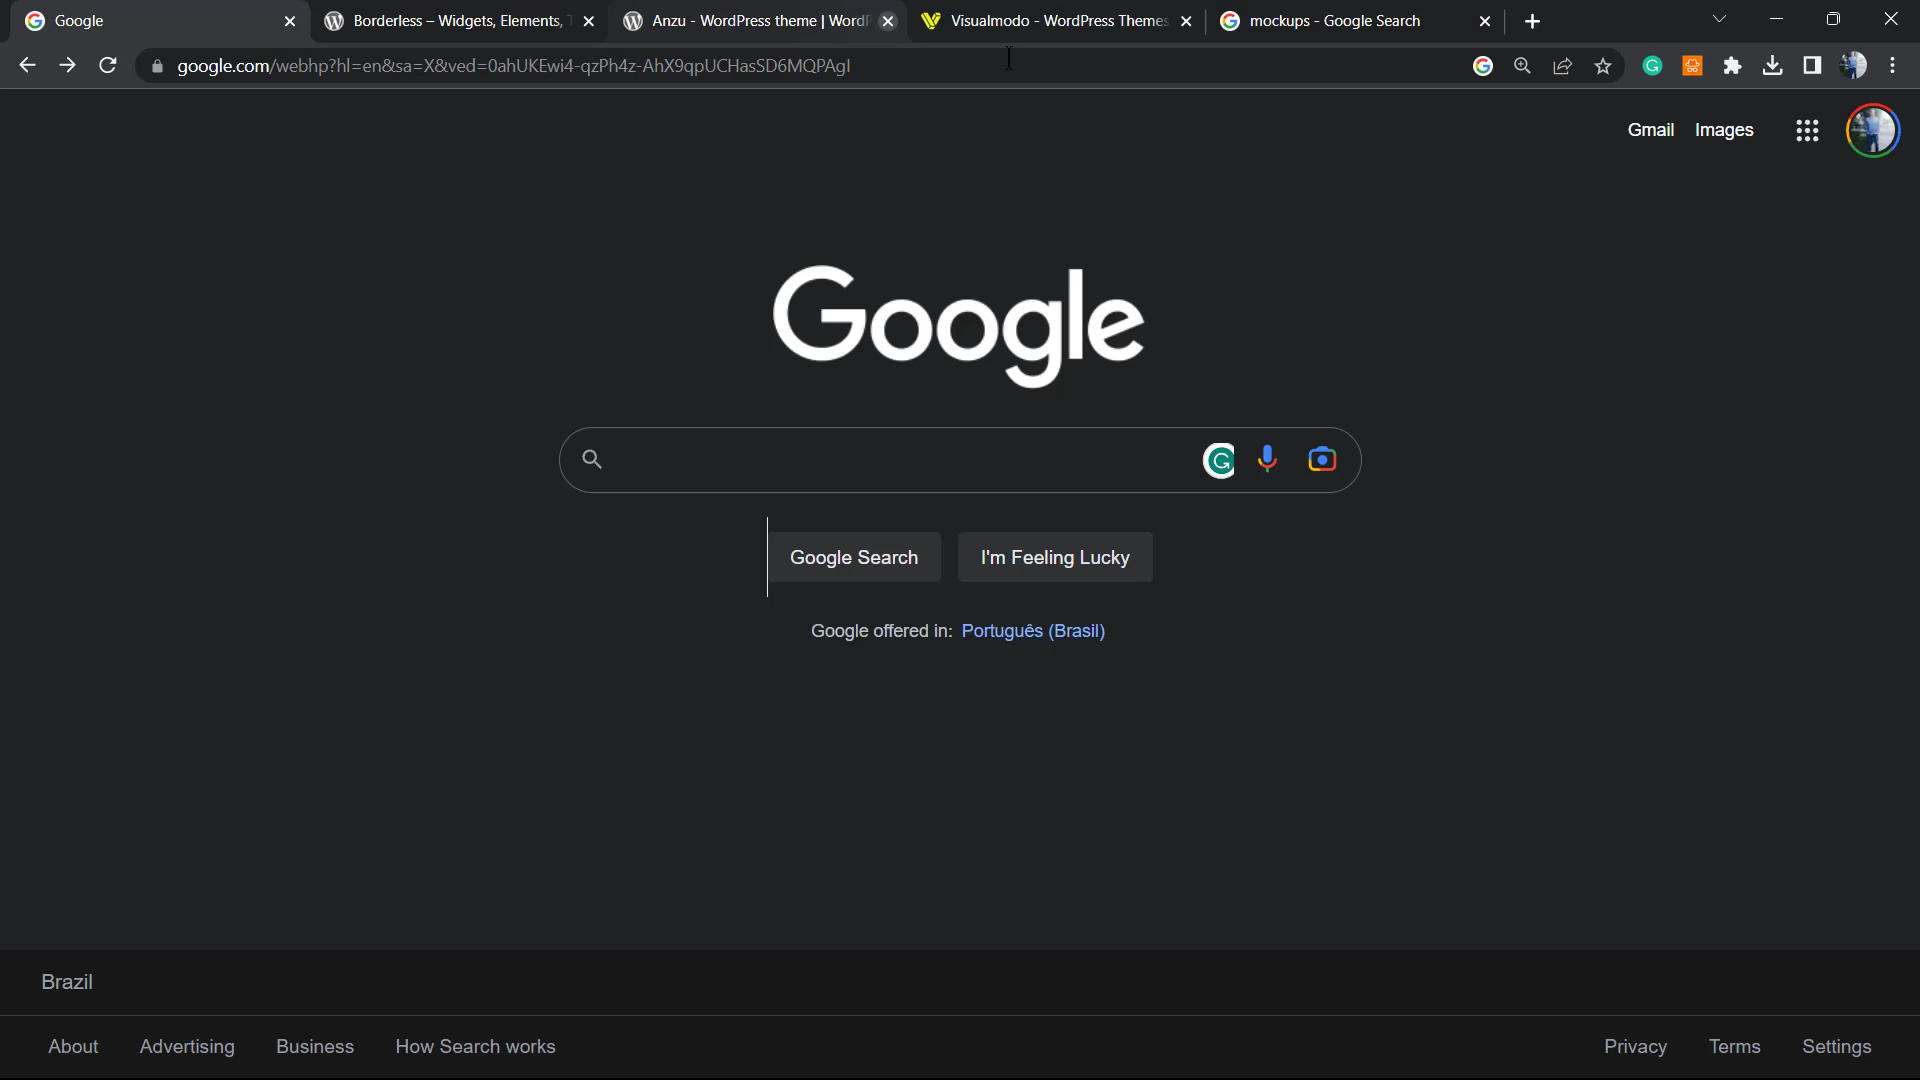 Google
Borderless – Widgets, Elements,
Anzu - WordPress theme | Word
Visualmodo - WordPress Themes
mockups - Google Search
google.com/webhp?hl=en&sa=X&ved=0ahUKEwi4-qzPh4z-AhX9qpUCHasSD6MQPAgI
Gmail
Images
Google
Google Search
I'm Feeling Lucky
Google offered in: Português (Brasil)
Brazil
About
Advertising
Business
How Search works
Privacy
Terms
Settings